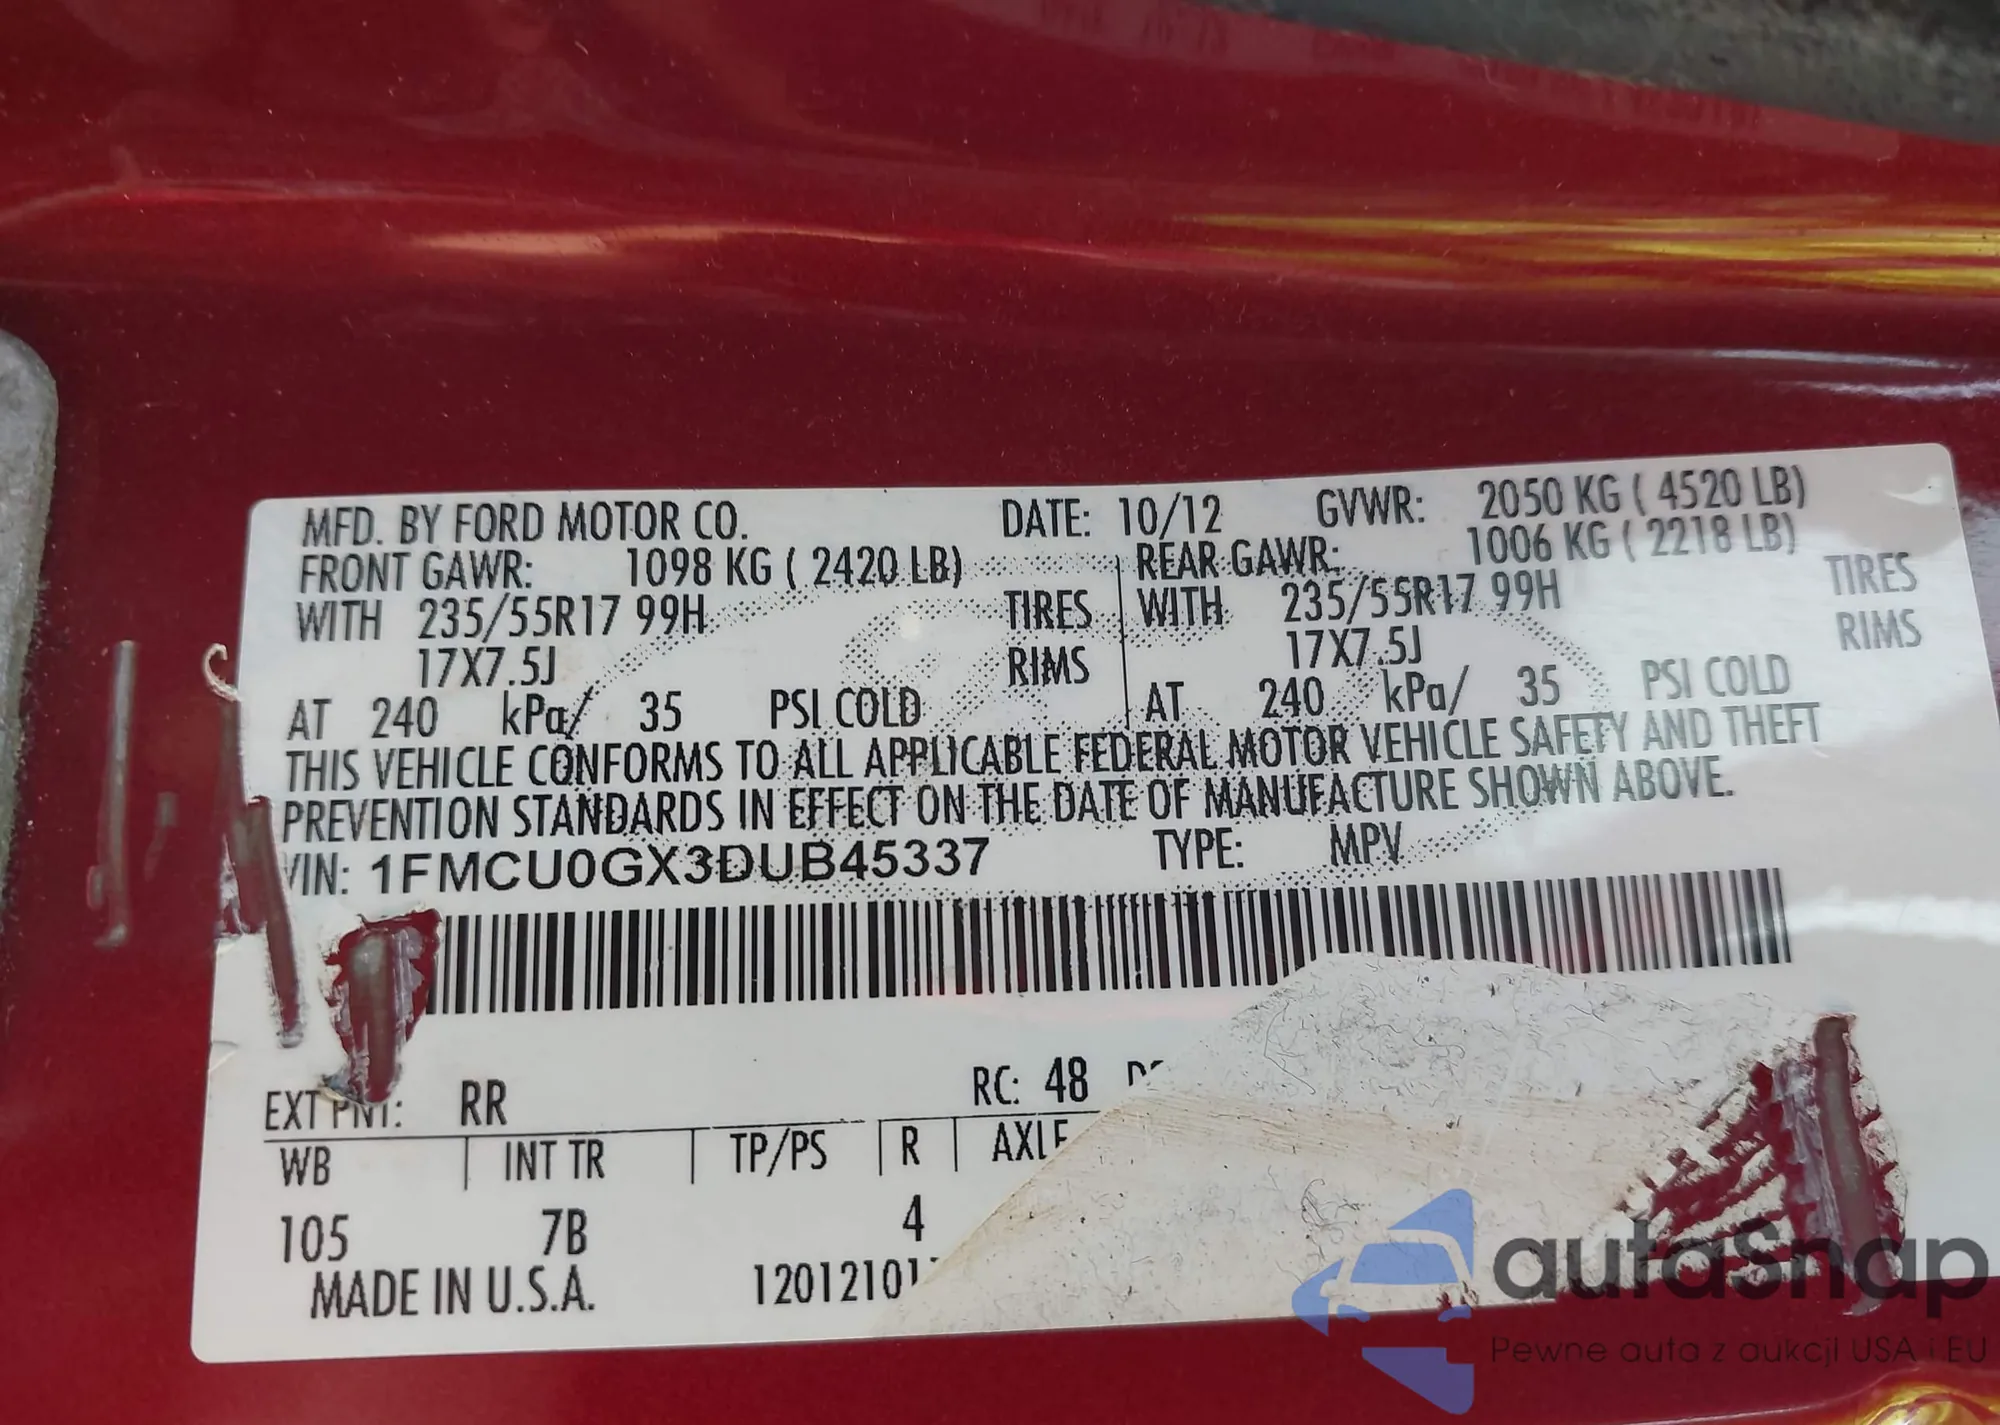 MFD. BY FORD MOTOR CO. DATE: 10/12 GVWR: 2050 KG ( 4520 LB)
FRONT GAWR: 1098 KG ( 2420 LB) REAR GAWR: 1006 KG ( 2218 LB)
WITH 235/55R17 99H TIRES WITH 235/55R17 99H TIRES
17X7.5J RIMS 17X7.5J RIMS
AT 240 kPa/ 35 PSI COLD AT 240 kPa/ 35 PSI COLD
THIS VEHICLE CONFORMS TO ALL APPLICABLE FEDERAL MOTOR VEHICLE SAFETY AND THEFT
PREVENTION STANDARDS IN EFFECT ON THE DATE OF MANUFACTURE SHOWN ABOVE.
VIN: 1FMCU0GX3DUB45337 TYPE: MPV
EXT PNT: RR RC: 48
WB INT TR TP/PS R AXLE
105 7B 4
MADE IN U.S.A. 1201210
autaSnap
Pewne auta z aukcji USA i EU